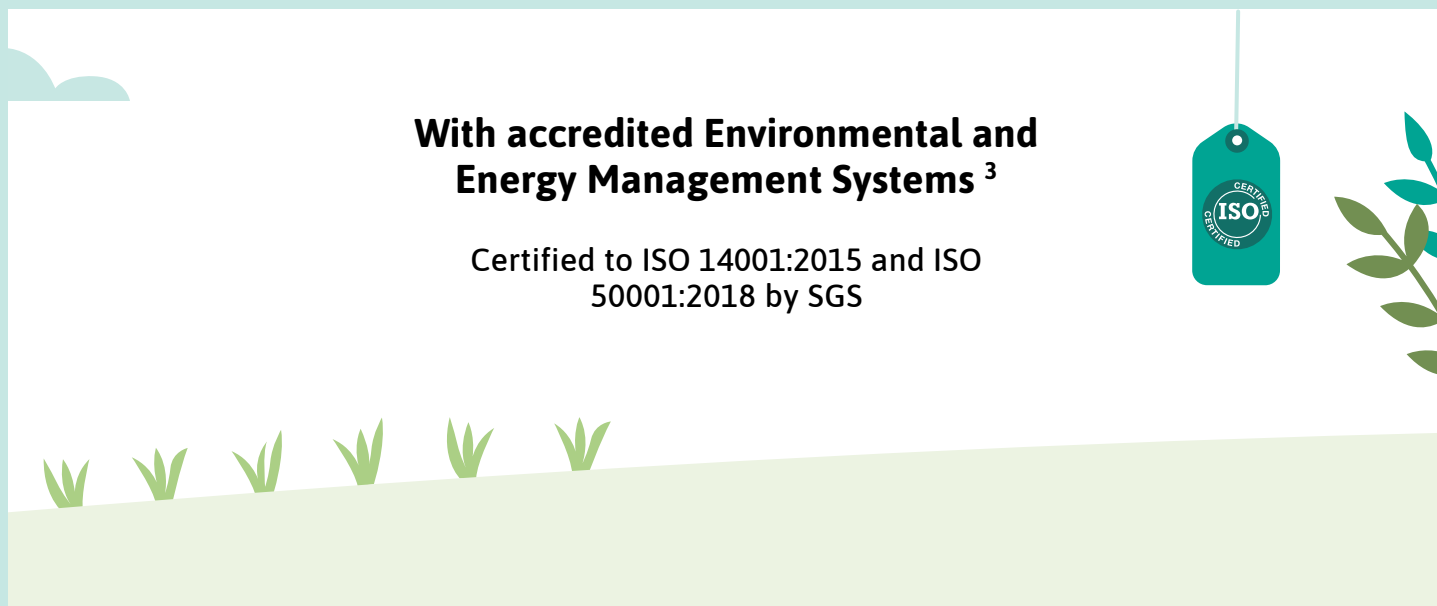 With accredited Environmental and
Energy Management Systems ³
Certified to ISO 14001:2015 and ISO
50001:2018 by SGS
CERTIFIED
ISO
CERTIFIED